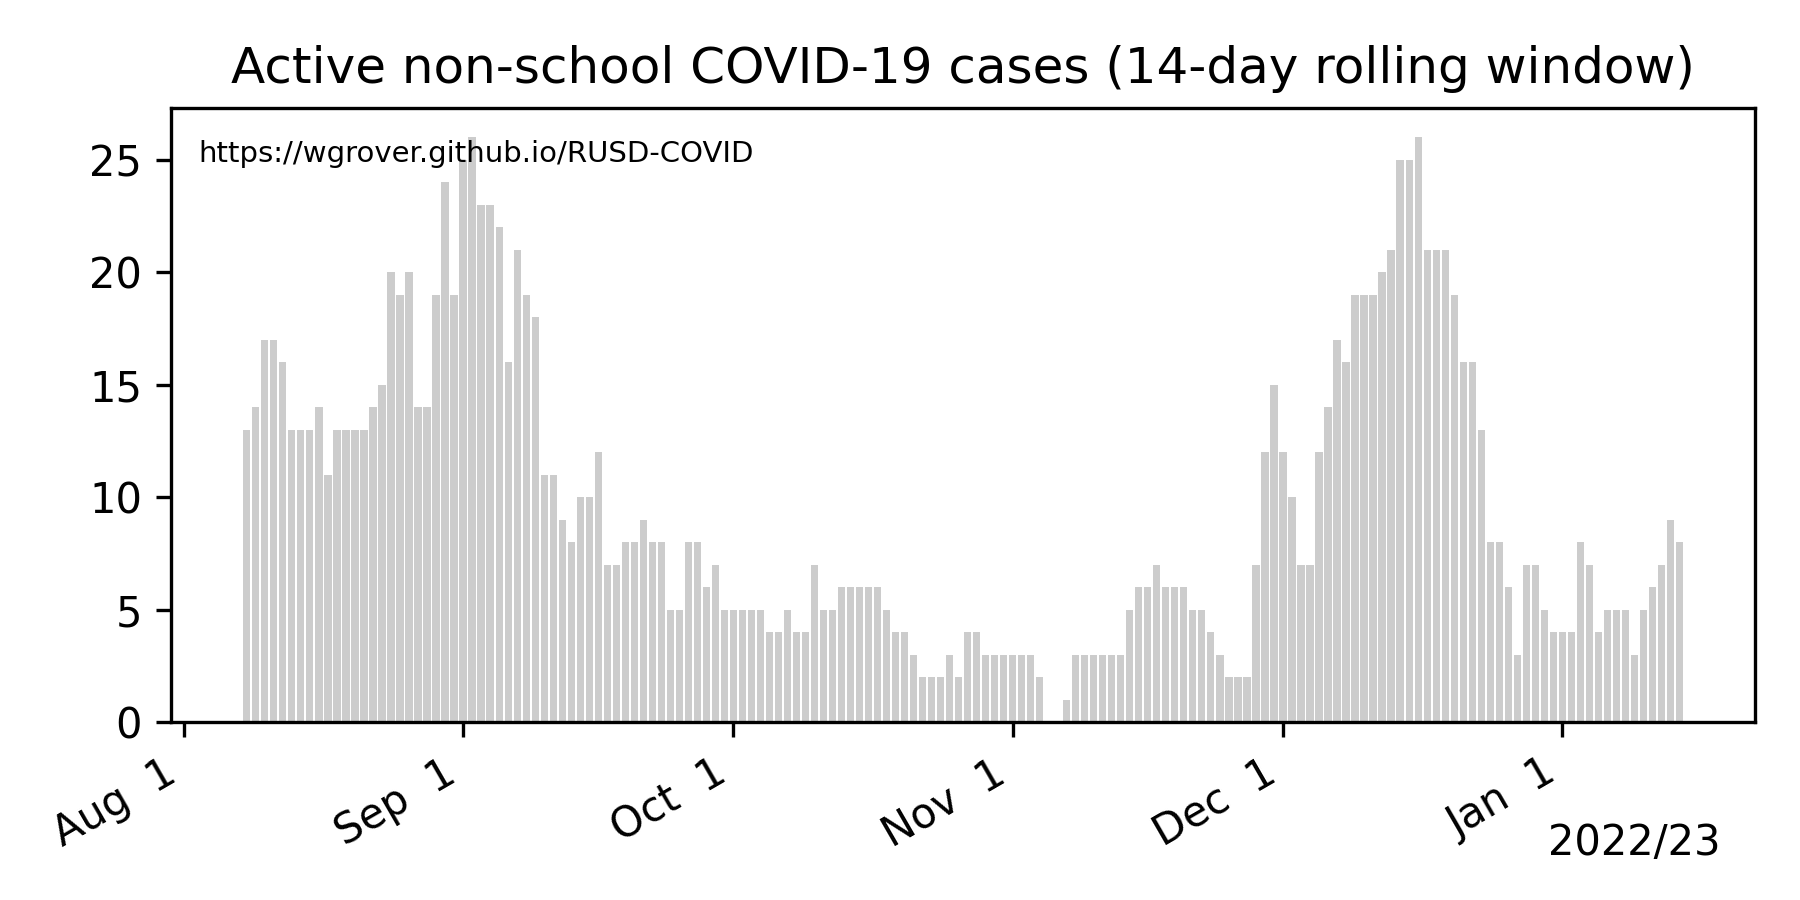 Active non-school COVID-19 cases (14-day rolling window)
https://wgrover.github.io/RUSD-COVID
25
20
15
10
5
0
Aug 1
Sep 1
Oct 1
Nov 1
Dec 1
Jan 1
2022/23